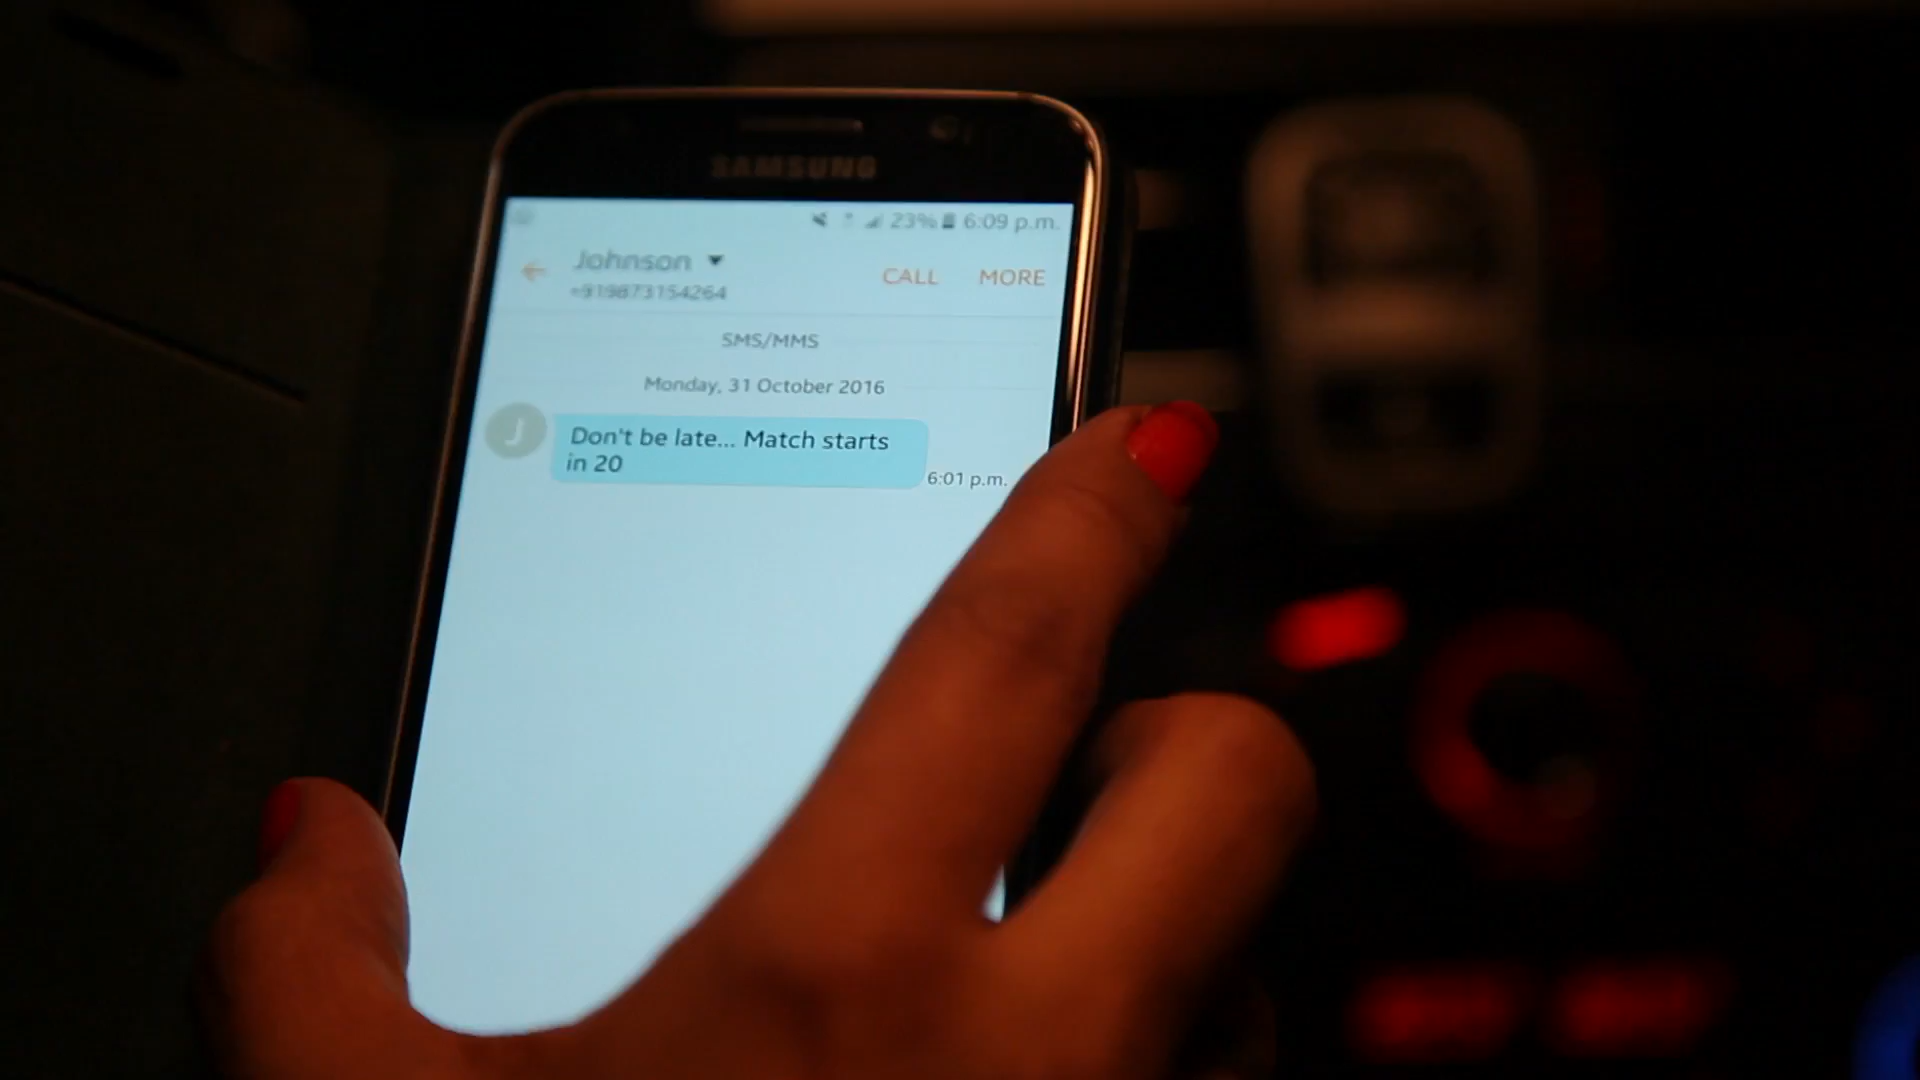 SAMSUNG
23% 6:09 p.m.
Johnson
CALL MORE
+919873154264
SMS/MMS
Monday, 31 October 2016
J
Don't be late... Match starts
in 20
6:01 p.m.